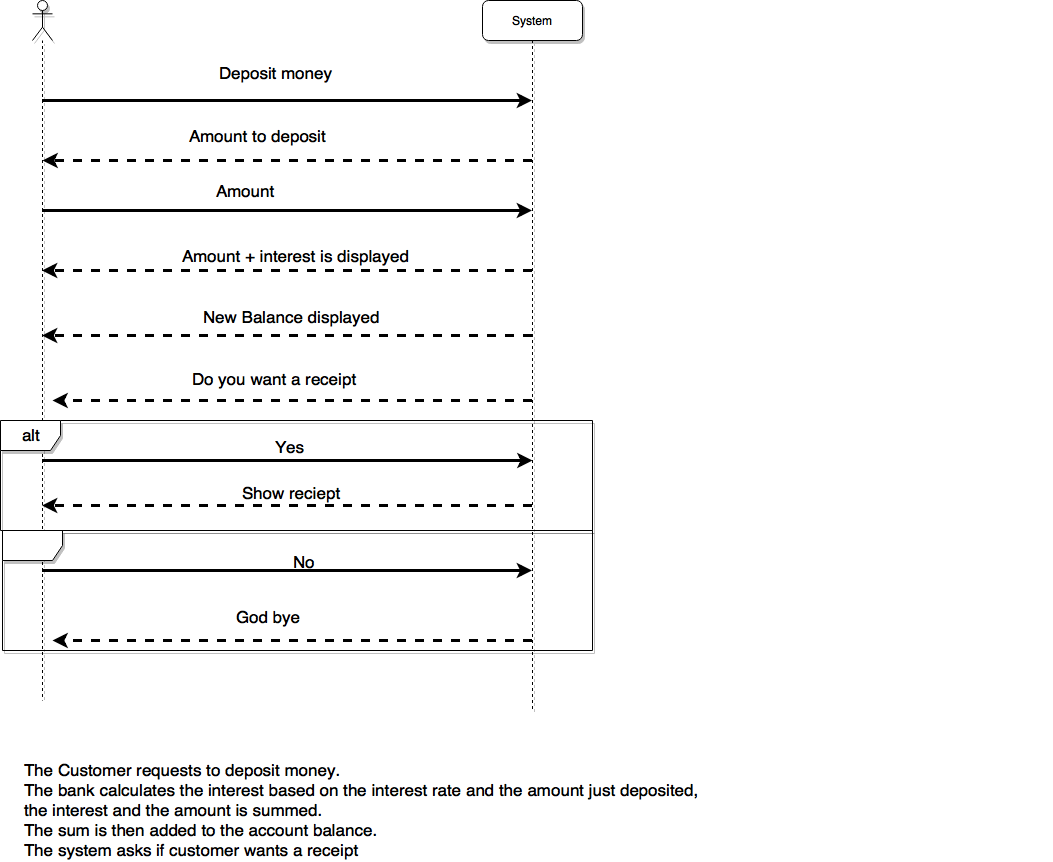 System
Deposit money
Amount to deposit
Amount
Amount + interest is displayed
New Balance displayed
Do you want a receipt
alt
Yes
Show reciept
No
God bye
The Customer requests to deposit money.
The bank calculates the interest based on the interest rate and the amount just deposited,
the interest and the amount is summed.
The sum is then added to the account balance.
The system asks if customer wants a receipt